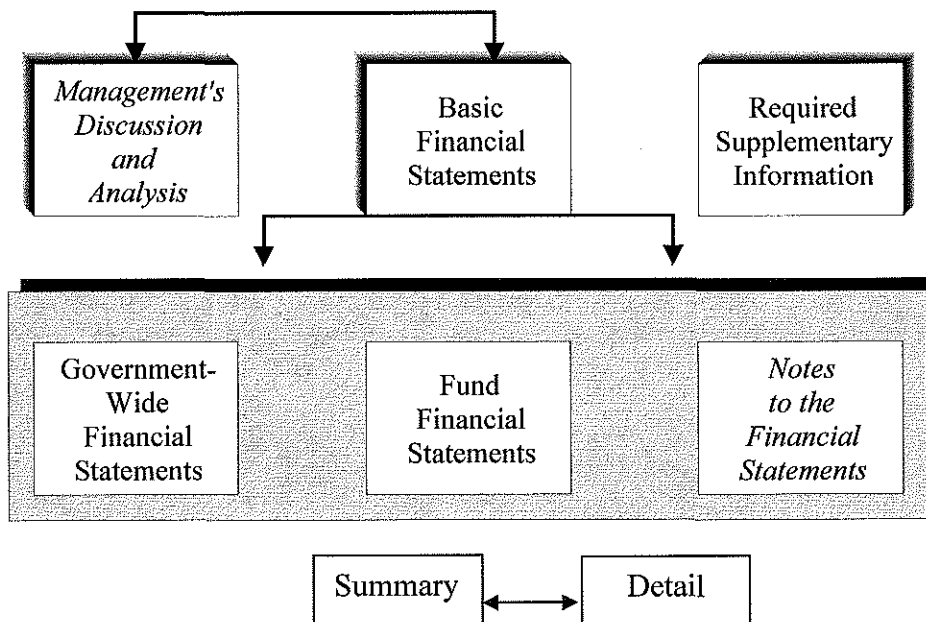 Management's
Discussion
and
Analysis
Basic
Financial
Statements
Required
Supplementary
Information
Government-
Wide
Financial
Statements
Fund
Financial
Statements
Notes
to the
Financial
Statements
Summary
Detail